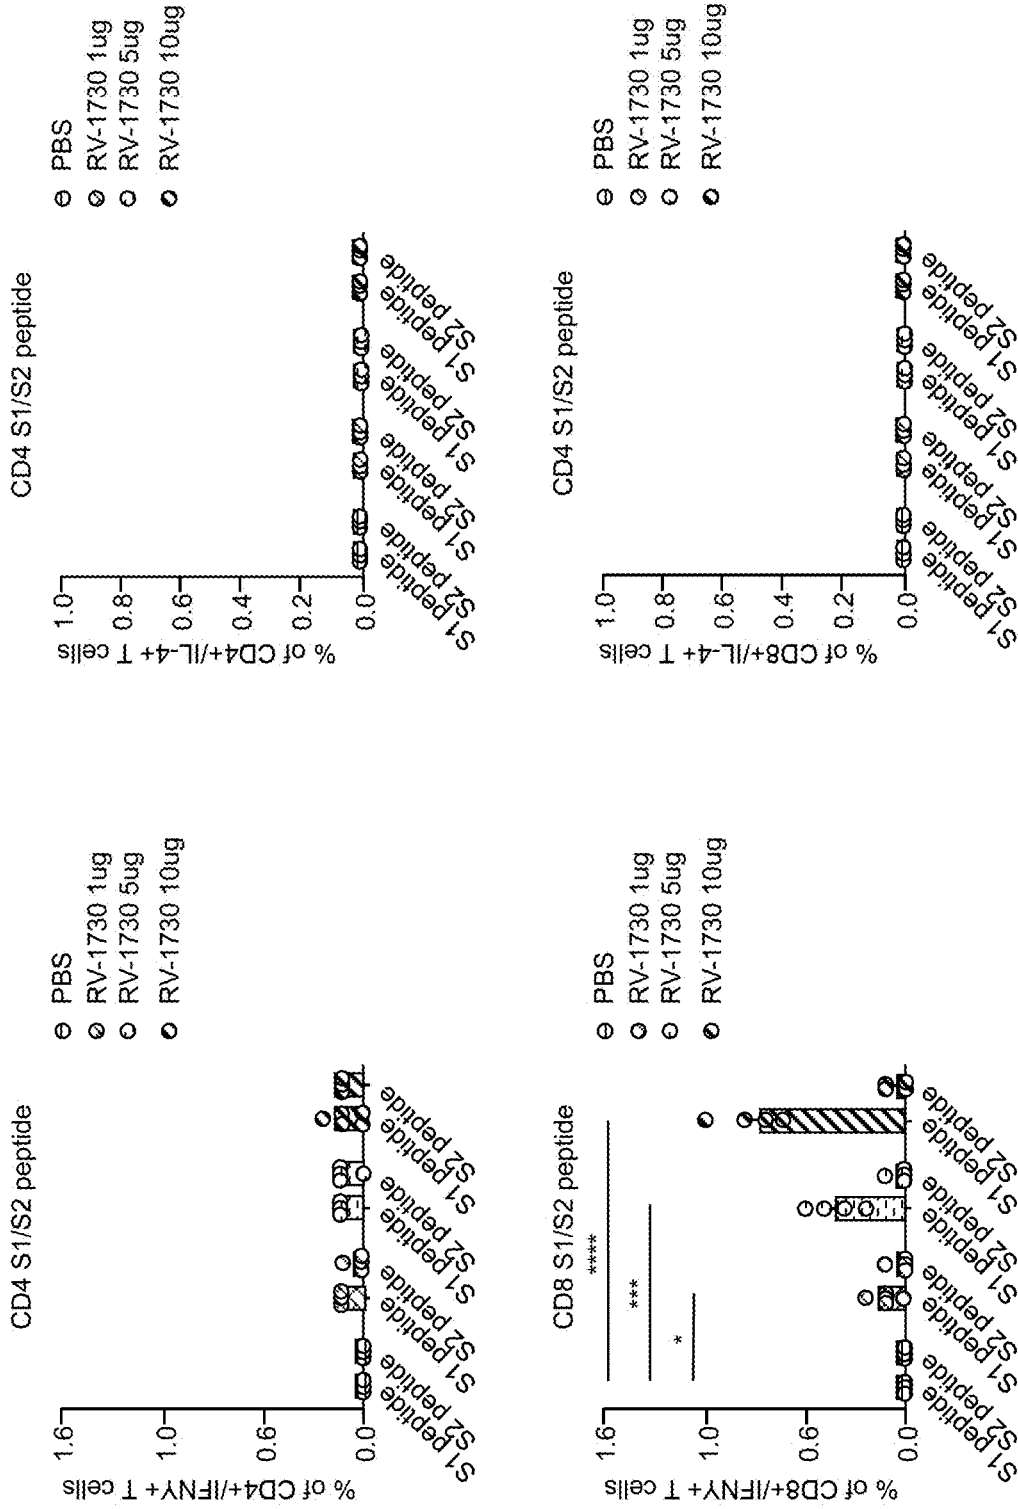 CD4 S1/S2 peptide
PBS
RV-1730 1ug
RV-1730 5ug
RV-1730 10ug
% of CD4+/IFNY+ T cells
1.6
1.0
0.6
0.0
S1 peptide
S2 peptide
S1 peptide
S2 peptide
S1 peptide
S2 peptide
S1 peptide
S2 peptide
CD4 S1/S2 peptide
PBS
RV-1730 1ug
RV-1730 5ug
RV-1730 10ug
% of CD4+/IL-4+ T cells
1.0
0.8
0.6
0.4
0.2
0.0
S1 peptide
S2 peptide
S1 peptide
S2 peptide
S1 peptide
S2 peptide
S1 peptide
S2 peptide
CD8 S1/S2 peptide
PBS
RV-1730 1ug
RV-1730 5ug
RV-1730 10ug
% of CD8+/IFNY+ T cells
1.6
1.0
0.6
0.0
****
***
*
S1 peptide
S2 peptide
S1 peptide
S2 peptide
S1 peptide
S2 peptide
S1 peptide
S2 peptide
CD4 S1/S2 peptide
PBS
RV-1730 1ug
RV-1730 5ug
RV-1730 10ug
% of CD8+/IL-4+ T cells
1.0
0.8
0.6
0.4
0.2
0.0
S1 peptide
S2 peptide
S1 peptide
S2 peptide
S1 peptide
S2 peptide
S1 peptide
S2 peptide